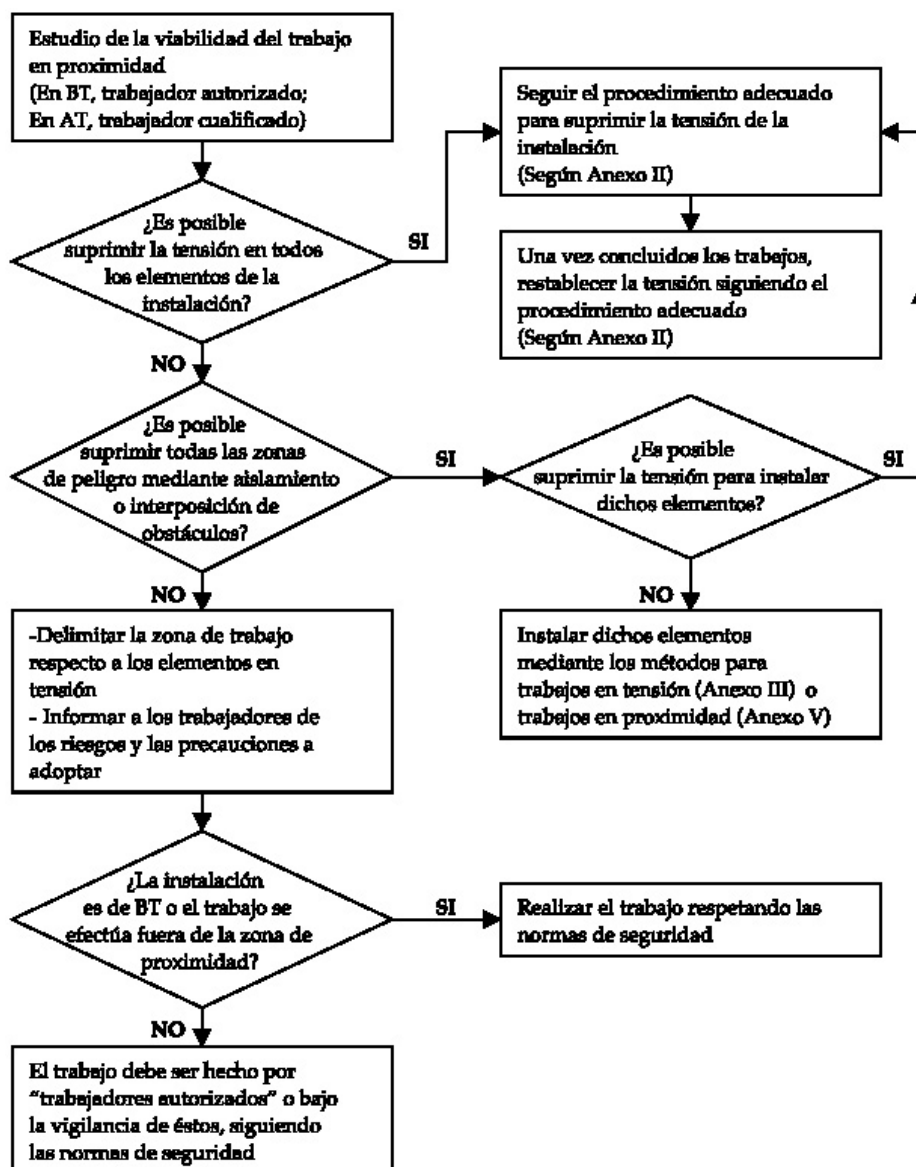 Estudio de la viabilidad del trabajo
en proximidad
(En BT, trabajador autorizado;
En AT, trabajador cualificado)
¿Es posible
suprimir la tensión en todos
los elementos de la
instalación?
SI
Seguir el procedimiento adecuado
para suprimir la tensión de la
instalación
(Según Anexo II)
Una vez concluidos los trabajos,
restablecer la tensión siguiendo el
procedimiento adecuado
(Según Anexo II)
NO
¿Es posible
suprimir todas las zonas
de peligro mediante aislamiento
o interposición de
obstáculos?
SI
¿Es posible
suprimir la tensión para instalar
dichos elementos?
SI
NO
Instalar dichos elementos
mediante los métodos para
trabajos en tensión (Anexo III) o
trabajos en proximidad (Anexo V)
NO
-Delimitar la zona de trabajo
respecto a los elementos en
tensión
- Informar a los trabajadores de
los riesgos y las precauciones a
adoptar
¿La instalación
es de BT o el trabajo se
efectúa fuera de la zona de
proximidad?
SI
Realizar el trabajo respetando las
normas de seguridad
NO
El trabajo debe ser hecho por
"trabajadores autorizados" o bajo
la vigilancia de éstos, siguiendo
las normas de seguridad